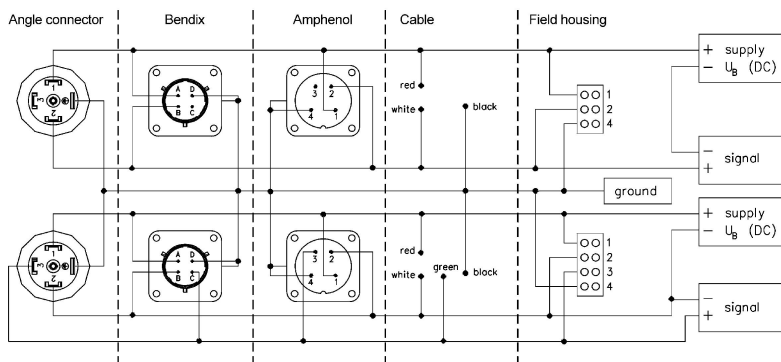 Angle connector Bendix Amphenol Cable Field housing
+ supply
− U_B (DC)
1
3
2
A D
B C
3 2
4 1
red
white
black
1
2
4
− signal
+
ground
+ supply
− U_B (DC)
1
3
2
A D
B C
3 2
4 1
red
white
green
black
1
2
3
4
− signal
+